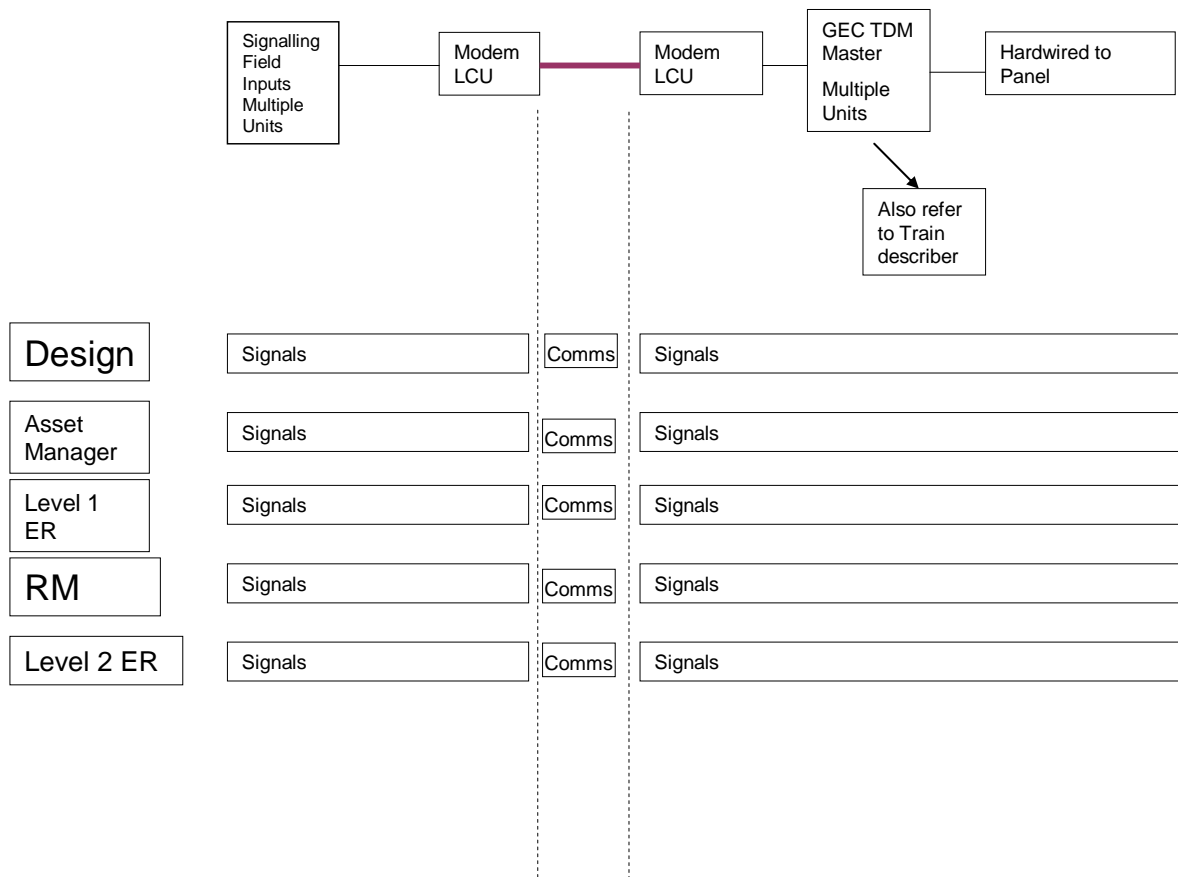 Signalling
Field
Inputs
Multiple
Units
Modem
LCU
Modem
LCU
GEC TDM
Master
Multiple
Units
Hardwired to
Panel
Also refer
to Train
describer
Design
Signals
Comms
Signals
Asset
Manager
Signals
Comms
Signals
Level 1
ER
Signals
Comms
Signals
RM
Signals
Comms
Signals
Level 2 ER
Signals
Comms
Signals